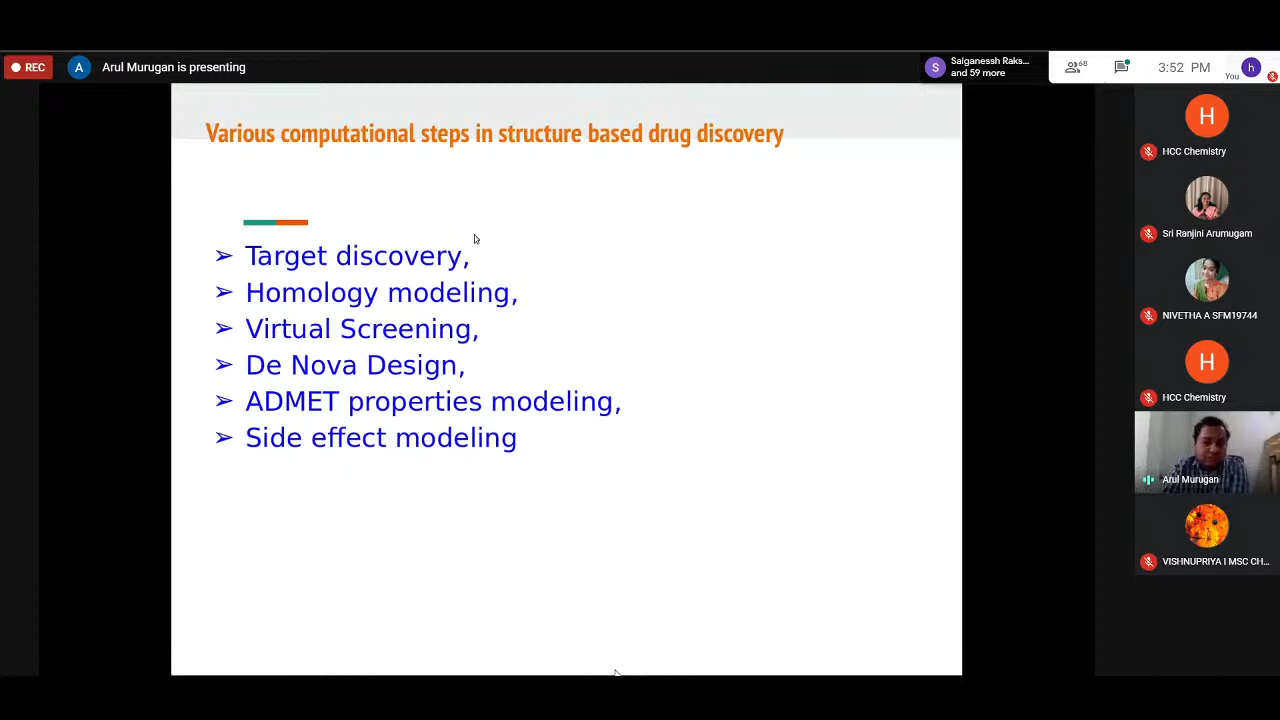 REC
A
Arul Murugan is presenting
S
Saiganessh Raks...
and 59 more
68
3:52 PM
You
h
Various computational steps in structure based drug discovery
➢ Target discovery,
➢ Homology modeling,
➢ Virtual Screening,
➢ De Nova Design,
➢ ADMET properties modeling,
➢ Side effect modeling
H
HCC Chemistry
Sri Ranjini Arumugam
NIVETHA A SFM19744
H
HCC Chemistry
Arul Murugan
VISHNUPRIYA I MSC CH...